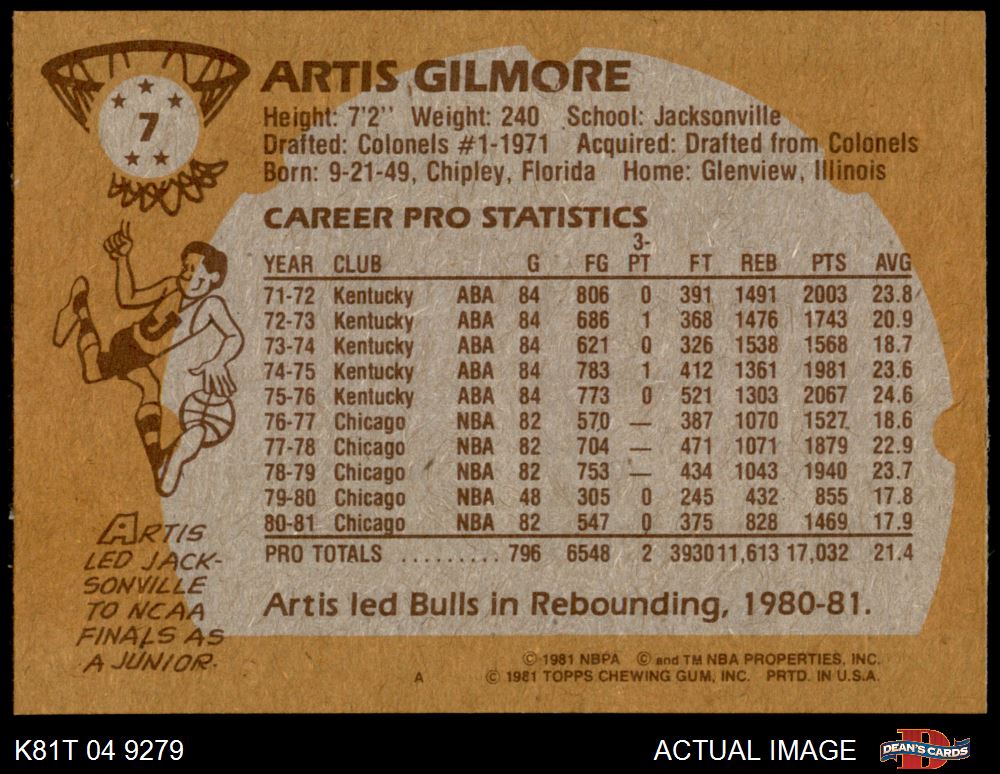 7
ARTIS GILMORE
Height: 7'2" Weight: 240 School: Jacksonville
Drafted: Colonels #1-1971 Acquired: Drafted from Colonels
Born: 9-21-49, Chipley, Florida Home: Glenview, Illinois
CAREER PRO STATISTICS
YEAR CLUB G FG 3-PT FT REB PTS AVG
71-72 Kentucky ABA 84 806 0 391 1491 2003 23.8
72-73 Kentucky ABA 84 686 1 368 1476 1743 20.9
73-74 Kentucky ABA 84 621 0 326 1538 1568 18.7
74-75 Kentucky ABA 84 783 1 412 1361 1981 23.6
75-76 Kentucky ABA 84 773 0 521 1303 2067 24.6
76-77 Chicago NBA 82 570 — 387 1070 1527 18.6
77-78 Chicago NBA 82 704 — 471 1071 1879 22.9
78-79 Chicago NBA 82 753 — 434 1043 1940 23.7
79-80 Chicago NBA 48 305 0 245 432 855 17.8
80-81 Chicago NBA 82 547 0 375 828 1469 17.9
PRO TOTALS ......... 796 6548 2 3930 11,613 17,032 21.4
Artis led Bulls in Rebounding, 1980-81.
ARTIS
LED JACK-
SONVILLE
TO NCAA
FINALS AS
A JUNIOR.
© 1981 NBPA © and TM NBA PROPERTIES, INC.
A © 1981 TOPPS CHEWING GUM, INC. PRTD. IN U.S.A.
K81T 04 9279
ACTUAL IMAGE
D
DEAN'S CARDS